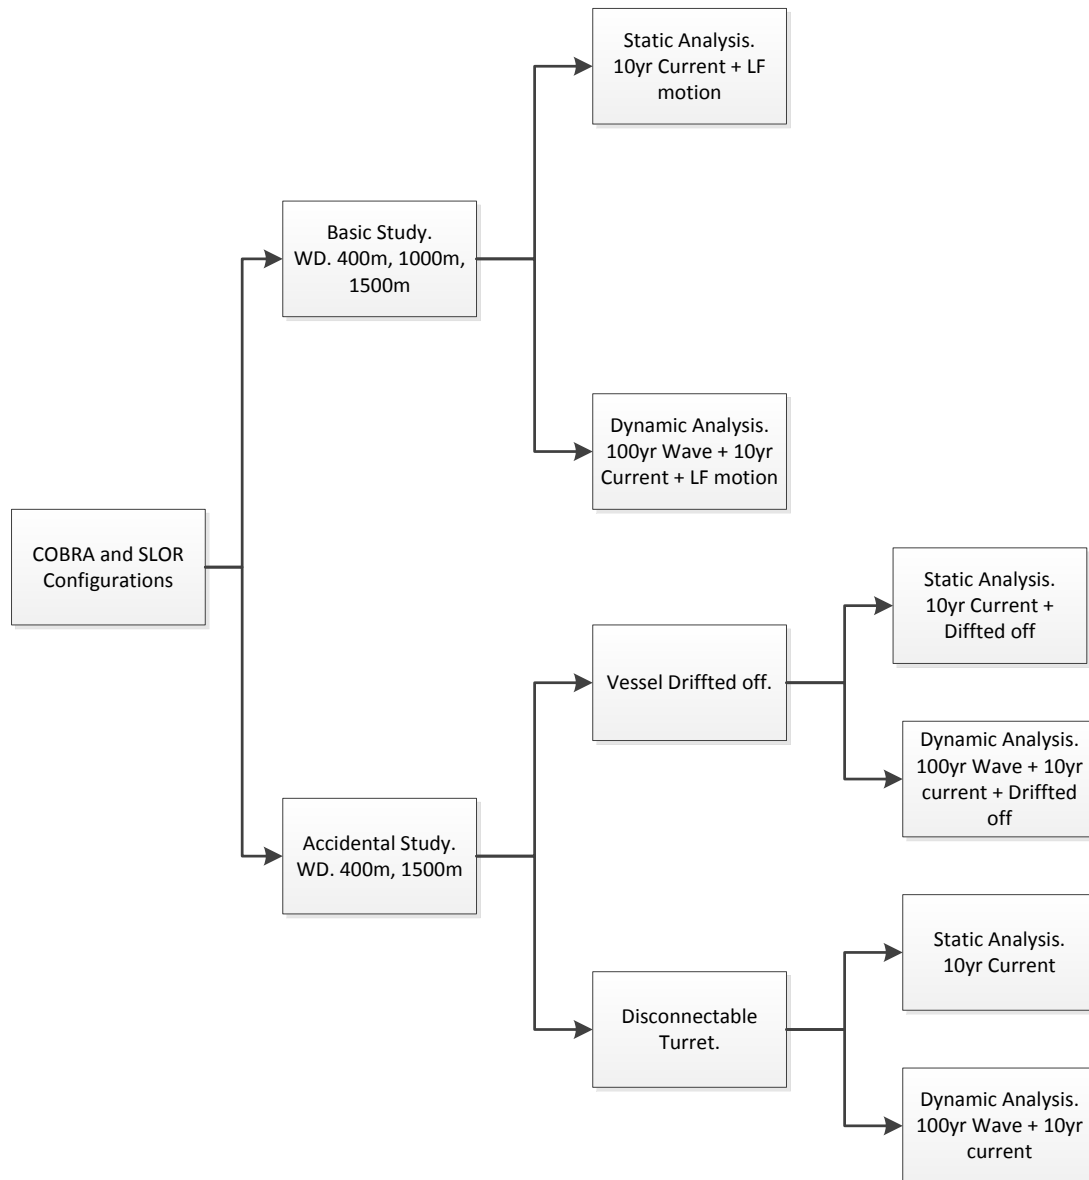 Static Analysis.
10yr Current + LF
motion
Basic Study.
WD. 400m, 1000m,
1500m
Dynamic Analysis.
100yr Wave + 10yr
Current + LF motion
COBRA and SLOR
Configurations
Static Analysis.
10yr Current +
Diffted off
Vessel Driffted off.
Dynamic Analysis.
100yr Wave + 10yr
current + Driffted
off
Accidental Study.
WD. 400m, 1500m
Static Analysis.
10yr Current
Disconnectable
Turret.
Dynamic Analysis.
100yr Wave + 10yr
current